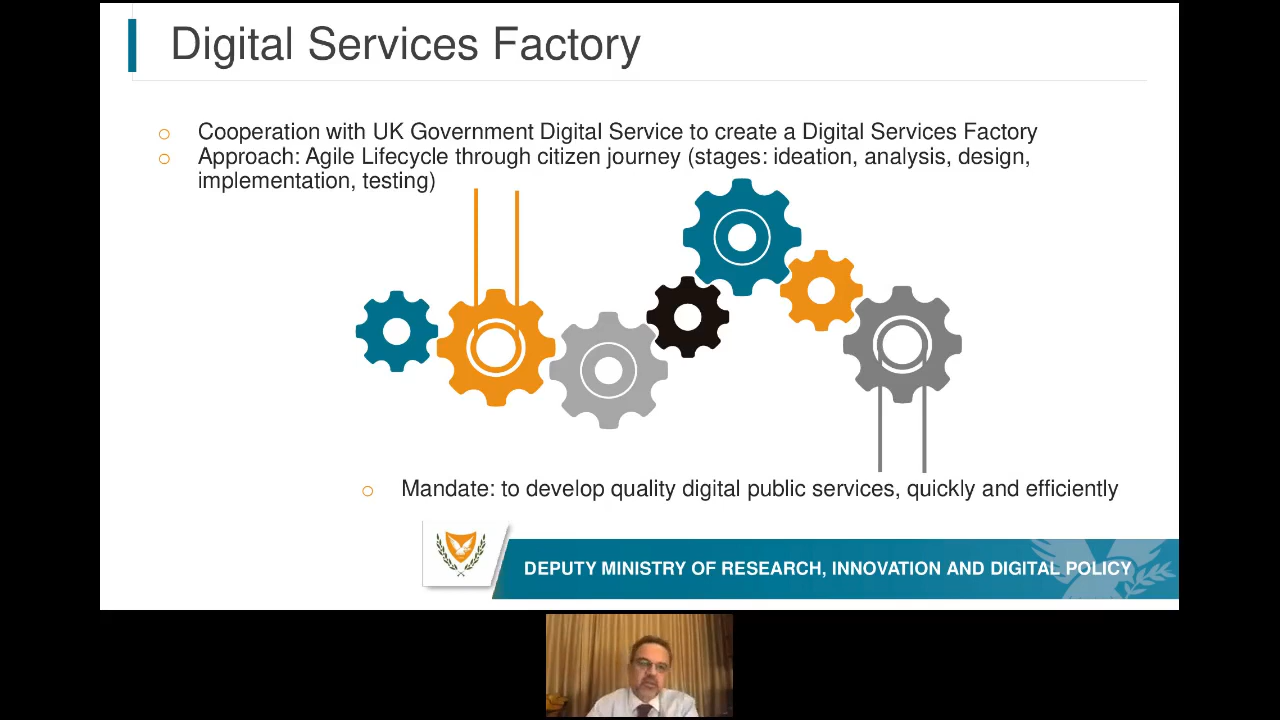 Digital Services Factory
Cooperation with UK Government Digital Service to create a Digital Services Factory
Approach: Agile Lifecycle through citizen journey (stages: ideation, analysis, design,
implementation, testing)
Mandate: to develop quality digital public services, quickly and efficiently
DEPUTY MINISTRY OF RESEARCH, INNOVATION AND DIGITAL POLICY